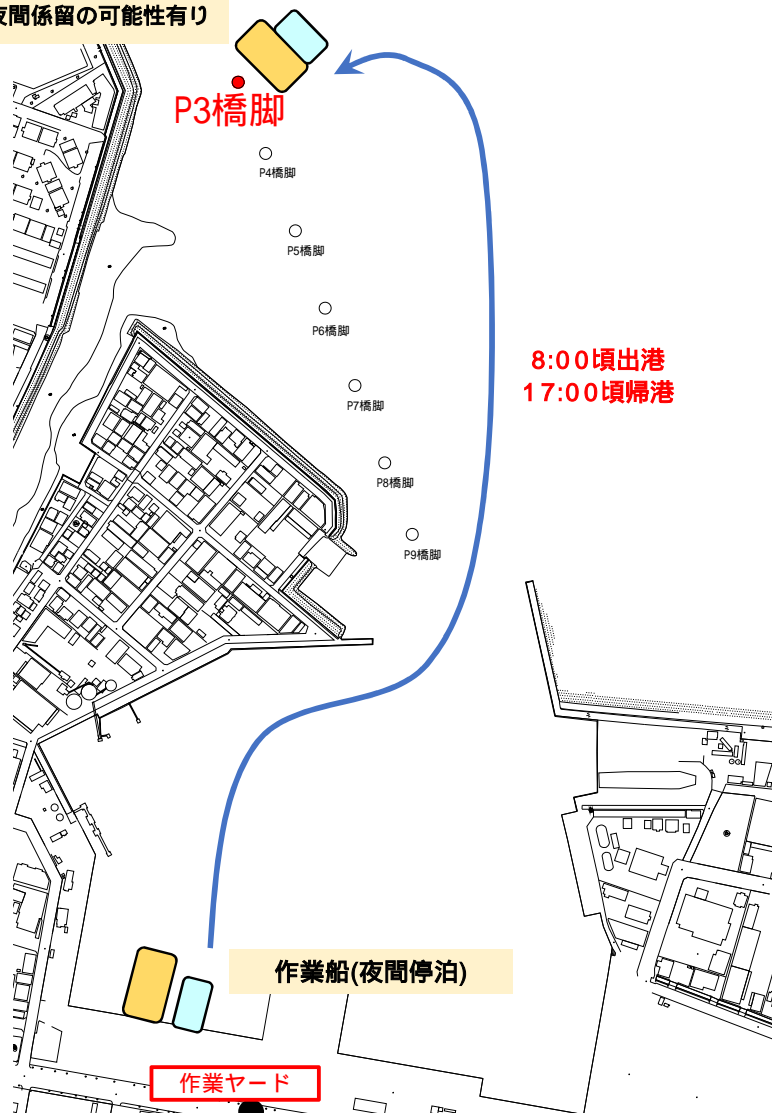 夜間係留の可能性有り
P3橋脚
P4橋脚
P5橋脚
P6橋脚
8:00頃出港
17:00頃帰港
P7橋脚
P8橋脚
P9橋脚
作業船(夜間停泊)
作業ヤード